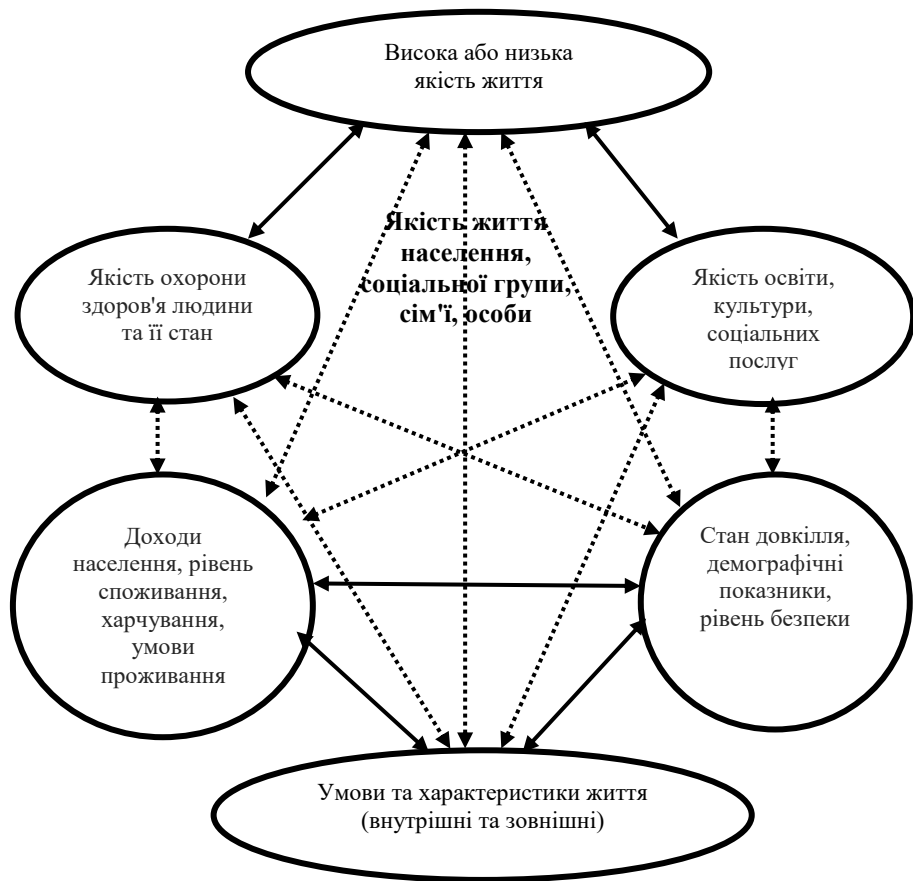 Висока або низька
якість життя
Якість життя
населення,
соціальної групи,
сім'ї, особи
Якість охорони
здоров'я людини
та її стан
Якість освіти,
культури,
соціальних
послуг
Доходи
населення, рівень
споживання,
харчування,
умови
проживання
Стан довкілля,
демографічні
показники,
рівень безпеки
Умови та характеристики життя
(внутрішні та зовнішні)